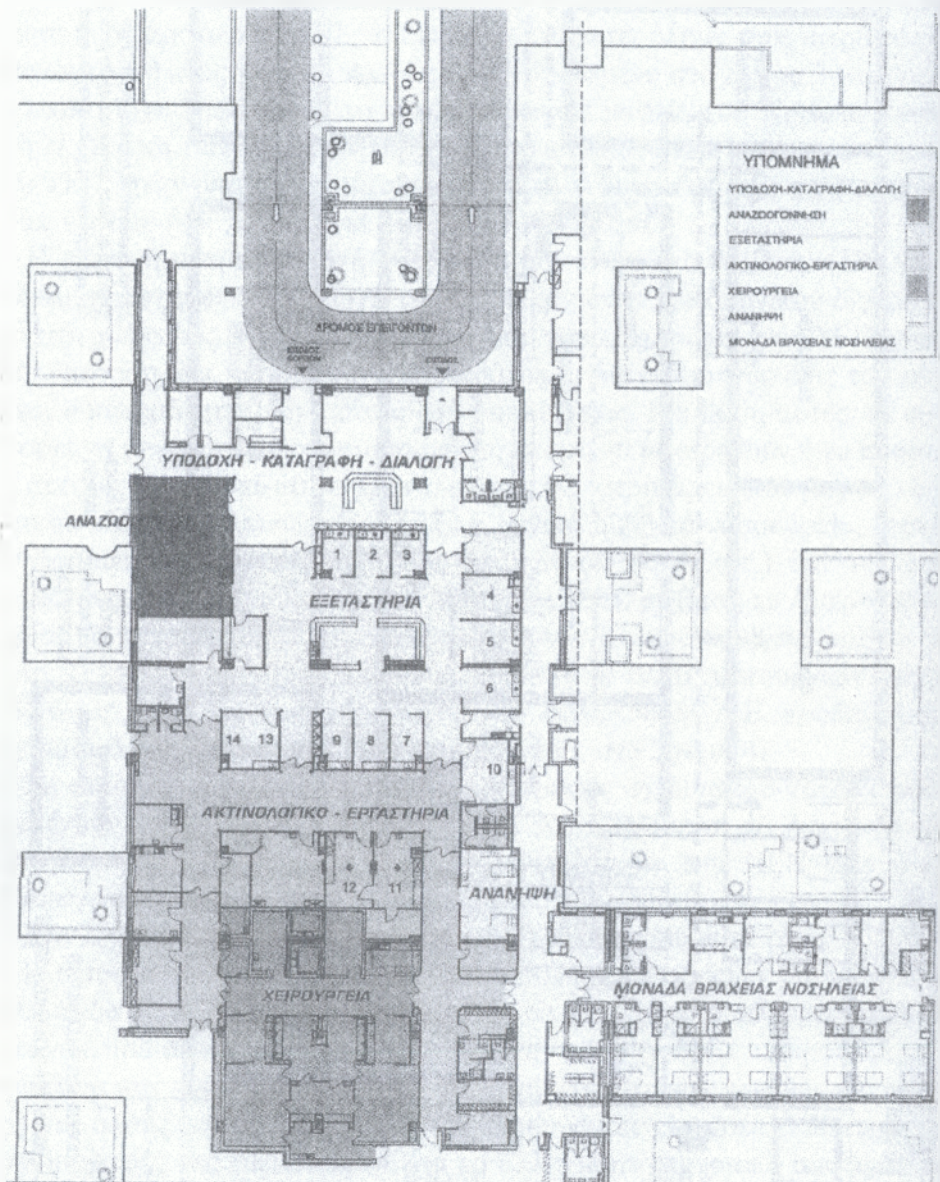 ΥΠΟΜΝΗΜΑ
ΥΠΟΔΟΧΗ-ΚΑΤΑΓΡΑΦΗ-ΔΙΑΛΟΓΗ
ΑΝΑΖΩΟΓΟΝΝΗΣΗ
ΕΞΕΤΑΣΤΗΡΙΑ
ΑΚΤΙΝΟΛΟΓΙΚΟ-ΕΡΓΑΣΤΗΡΙΑ
ΧΕΙΡΟΥΡΓΕΙΑ
ΑΝΑΝΗΨΗ
ΜΟΝΑΔΑ ΒΡΑΧΕΙΑΣ ΝΟΣΗΛΕΙΑΣ
ΔΡΟΜΟΣ ΕΠΕΙΓΟΝΤΩΝ
ΥΠΟΔΟΧΗ - ΚΑΤΑΓΡΑΦΗ - ΔΙΑΛΟΓΗ
1 2 3
4
ΕΞΕΤΑΣΤΗΡΙΑ
5
6
14 13 9 8 7
10
ΑΚΤΙΝΟΛΟΓΙΚΟ - ΕΡΓΑΣΤΗΡΙΑ
12 11
ΑΝΑΝΗΨΗ
ΧΕΙΡΟΥΡΓΕΙΑ
ΜΟΝΑΔΑ ΒΡΑΧΕΙΑΣ ΝΟΣΗΛΕΙΑΣ